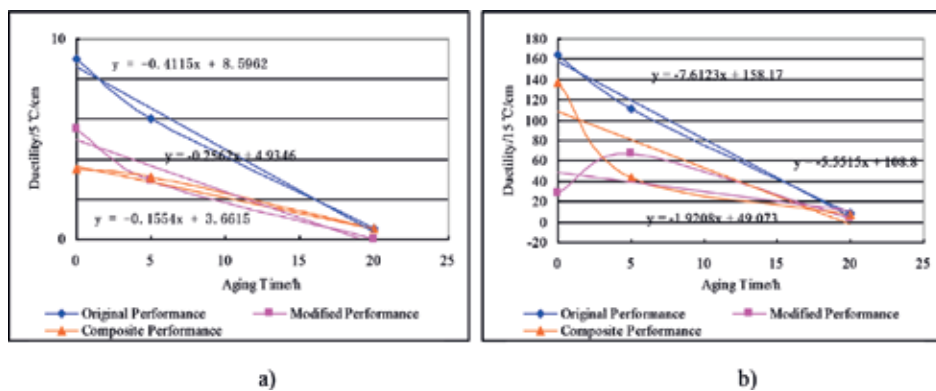 10
0
Ductility/5 ℃/cm
y = -0.4115x + 8.5962
y = -0.2562x + 4.9346
y = -0.1554x + 3.6615
0 5 10 15 20 25
Aging Time/h
Original Performance Modified Performance
Composite Performance
a)
180
160
140
120
100
80
60
40
20
0
-20
Ductility/15 ℃/cm
y = -7.6123x + 158.17
y = -5.5515x + 108.8
y = -1.9208x + 49.073
0 5 10 15 20 25
Aging Time/h
Original Performance Modified Performance
Composite Performance
b)